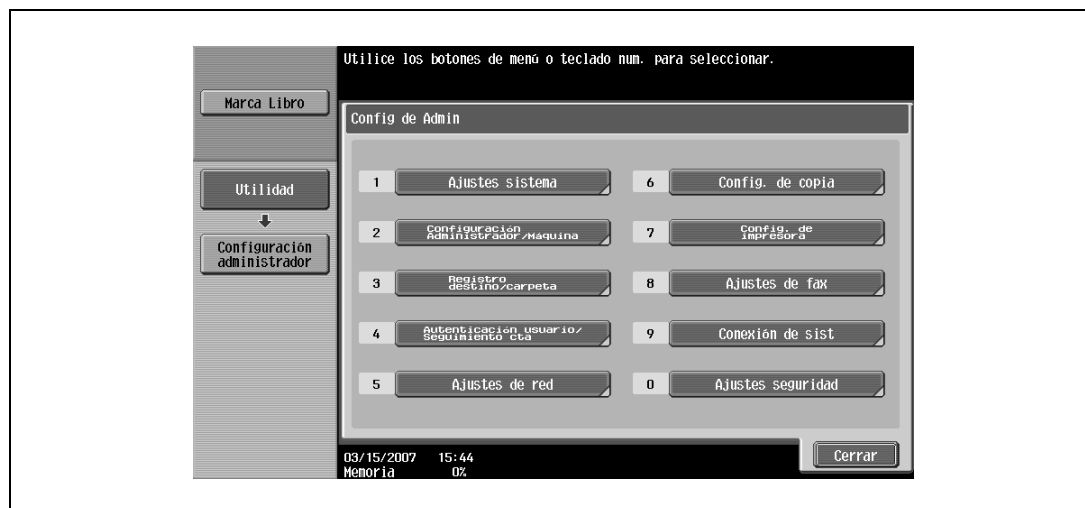 Utilice los botones de menú o teclado num. para seleccionar.
Marca Libro
Utilidad
Configuración
administrador
Config de Admin
1 Ajustes sistema
2 Configuración
Administrador/Máquina
3 Registro
destino/carpeta
4 Autenticación usuario/
Seguimiento cta
5 Ajustes de red
6 Config. de copia
7 Config. de
impresora
8 Ajustes de fax
9 Conexión de sist
0 Ajustes seguridad
03/15/2007 15:44
Memoria 0%
Cerrar